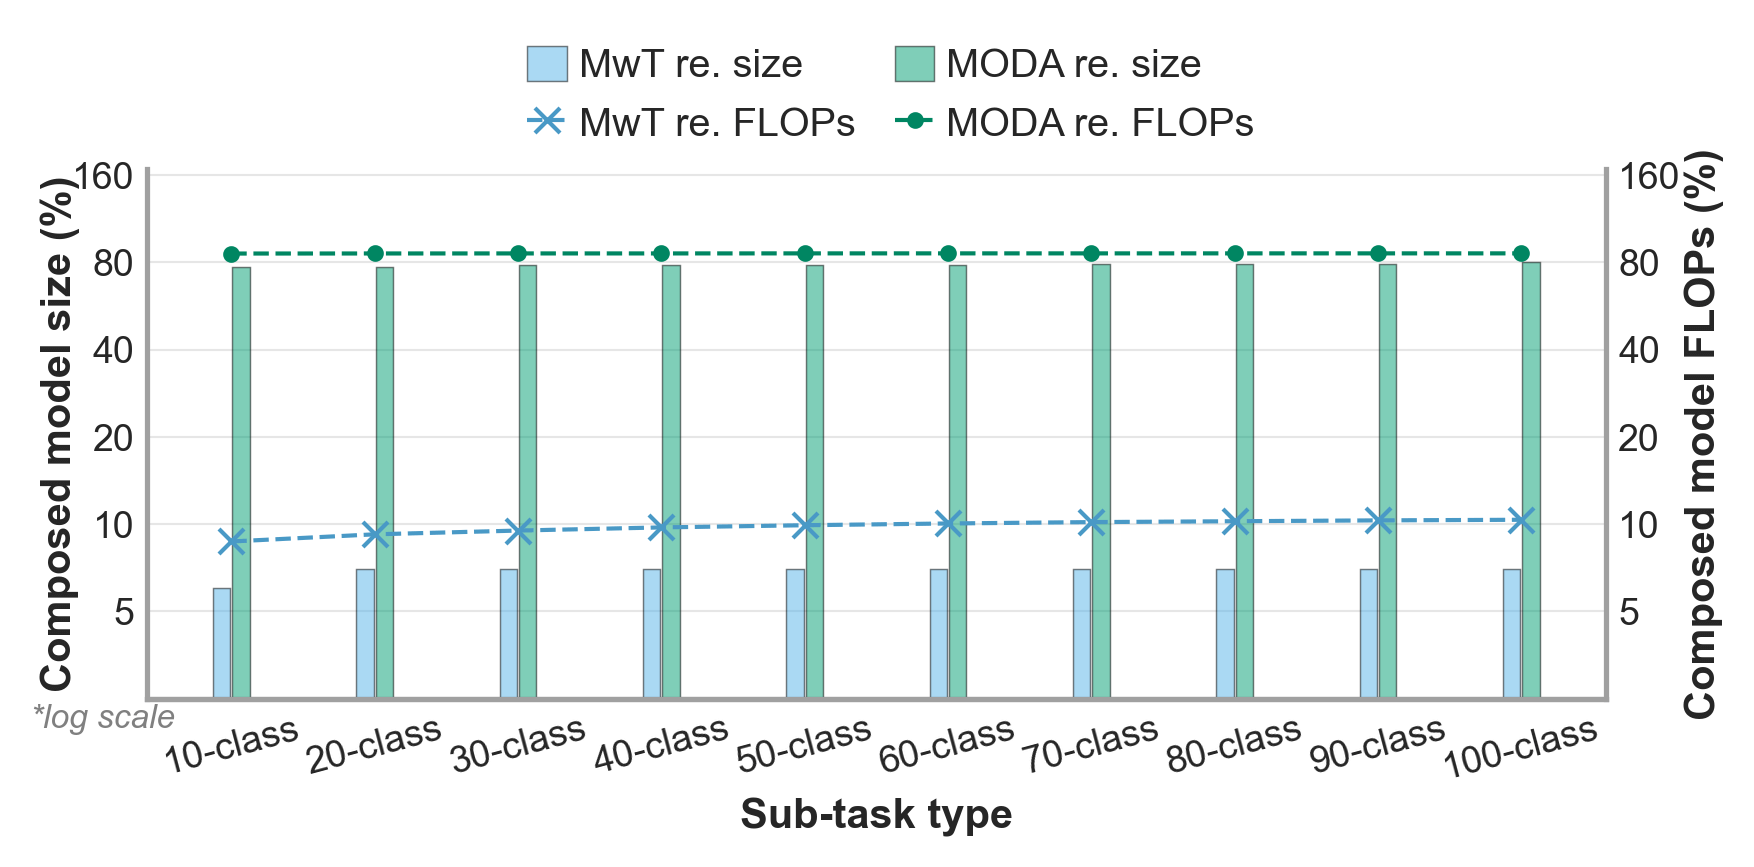 MwT re. size
MODA re. size
MwT re. FLOPs
MODA re. FLOPs
Composed model size (%)
160
80
40
20
10
5
160
80
40
20
10
5
Composed model FLOPs (%)
*log scale
10-class
20-class
30-class
40-class
50-class
60-class
70-class
80-class
90-class
100-class
Sub-task type